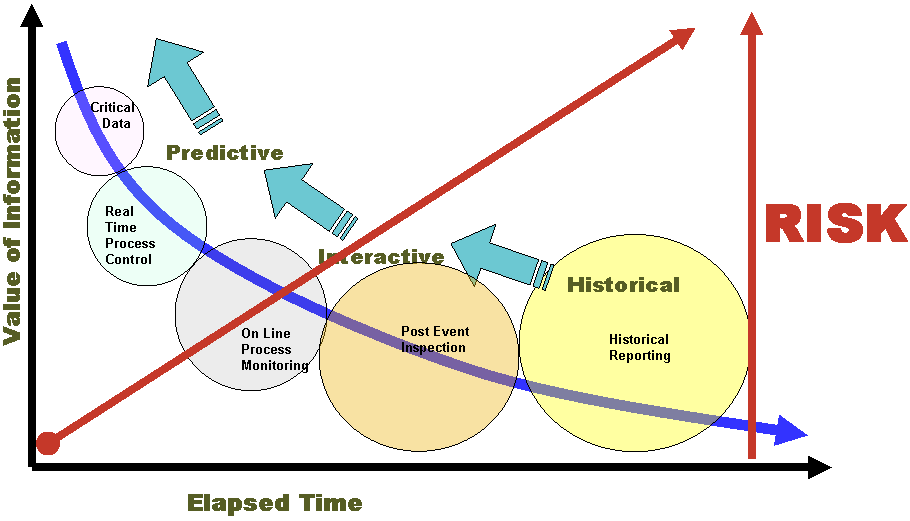 Critical
Data
Predictive
Real
Time
Process
Control
Value of Information
RISK
Interactive
Historical
On Line
Process
Monitoring
Post Event
Inspection
Historical
Reporting
Elapsed Time